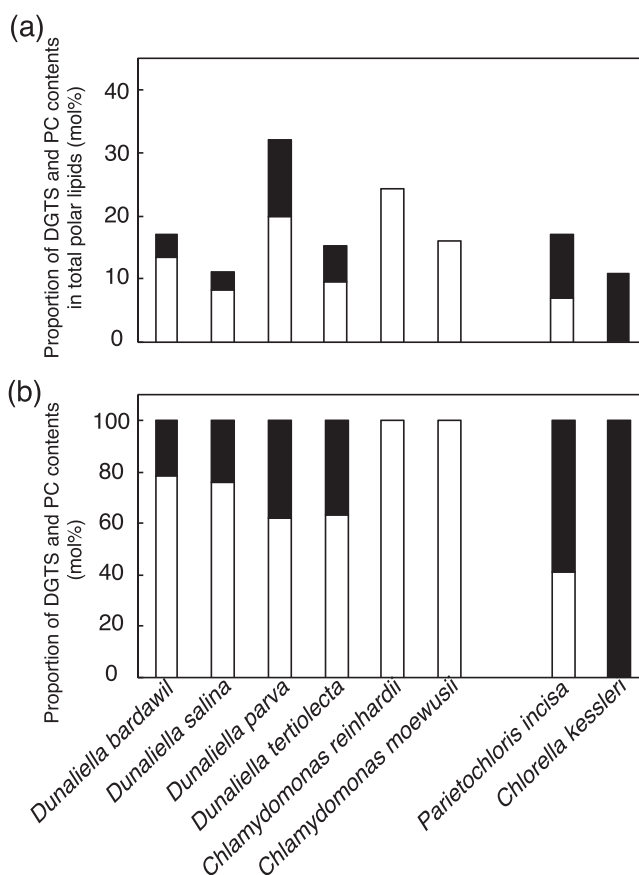 (a)
Proportion of DGTS and PC contents
in total polar lipids (mol%)
40
30
20
10
0
(b)
Proportion of DGTS and PC contents
(mol%)
100
80
60
40
20
0
Dunaliella bardawil
Dunaliella salina
Dunaliella parva
Dunaliella tertiolecta
Chlamydomonas reinhardii
Chlamydomonas moewusii
Parietochloris incisa
Chlorella kessleri